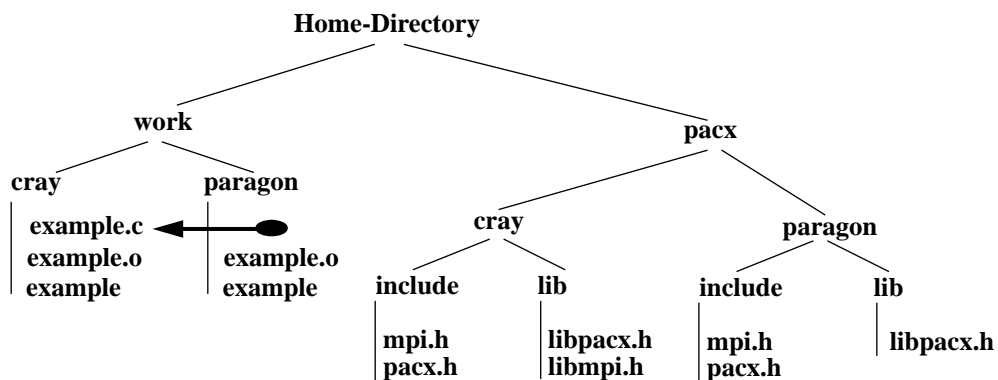 Home-Directory
work
pacx
cray
paragon
example.c
example.o
example
example.o
example
cray
paragon
include
lib
include
lib
mpi.h
pacx.h
libpacx.h
libmpi.h
mpi.h
pacx.h
libpacx.h